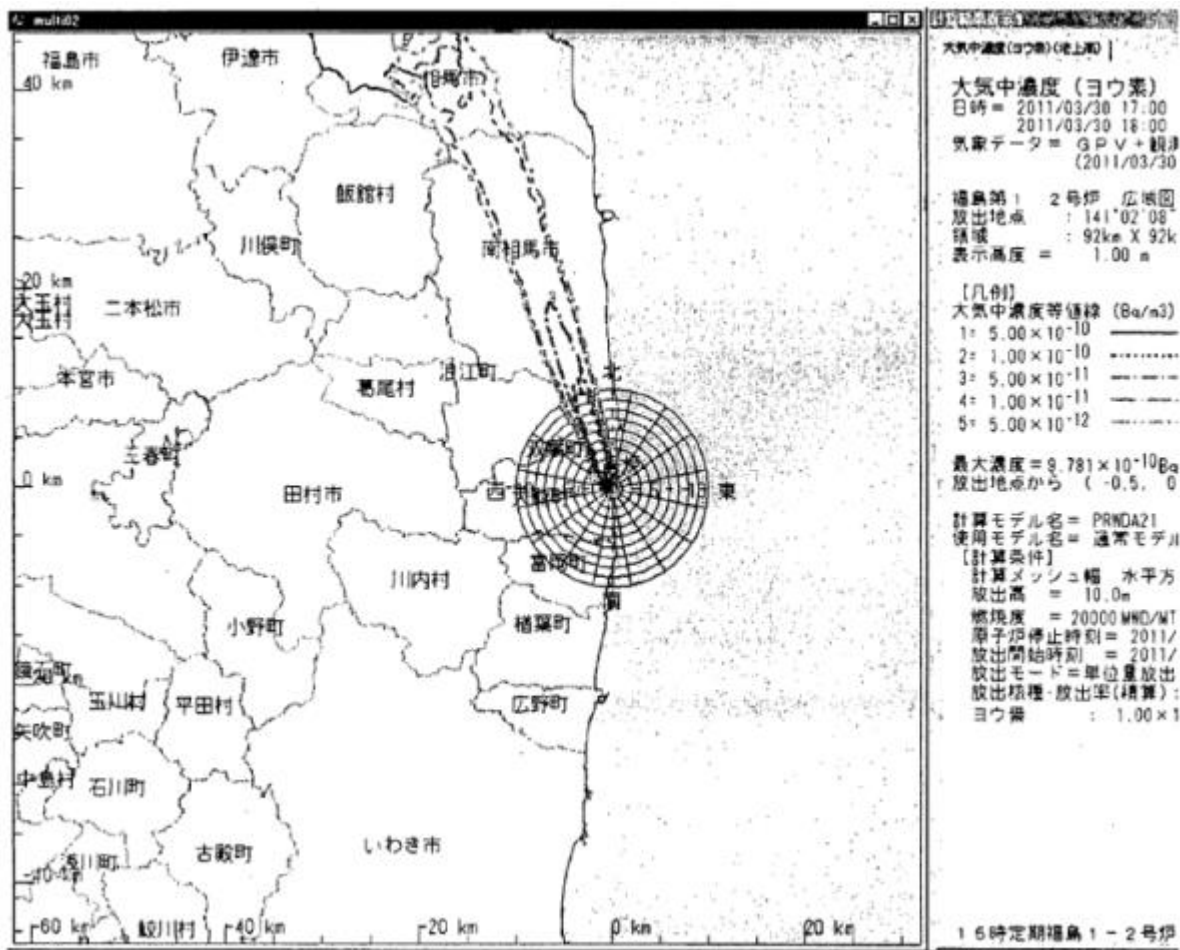 multi02
福島市
伊達市
相馬市
40 km
飯舘村
川俣町
南相馬市
20 km
大玉村
二本松市
本宮市
葛尾村
浪江町
北
三春町
0 km
田村市
西
東
川内村
富岡町
南
小野町
楢葉町
玉川村
平田村
広野町
矢吹町
中島村
石川町
古殿町
いわき市
浅川町
鮫川村
-60 km
-40 km
-20 km
0 km
20 km
大気中濃度(ヨウ素)(地上高)
大気中濃度 (ヨウ素)
日時= 2011/03/30 17:00
2011/03/30 18:00
気象データ= GPV+観測
(2011/03/30
福島第1 2号炉 広域図
放出地点 : 141°02'08"
領域 : 92km X 92k
表示高度 = 1.00 m
[凡例]
大気中濃度等値線 (Bq/m3)
1= 5.00×10-10
2= 1.00×10-10
3= 5.00×10-11
4= 1.00×10-11
5= 5.00×10-12
最大濃度=9.781×10-10Bq
放出地点から ( -0.5, 0
計算モデル名= PRWDA21
使用モデル名= 通常モデル
[計算条件]
計算メッシュ幅 水平方
放出高 = 10.0m
燃焼度 = 20000 MWD/MT
原子炉停止時刻= 2011/
放出開始時刻 = 2011/
放出モード=単位量放出
放出核種・放出率(積算):
ヨウ素 : 1.00×1
16時定期福島1-2号炉